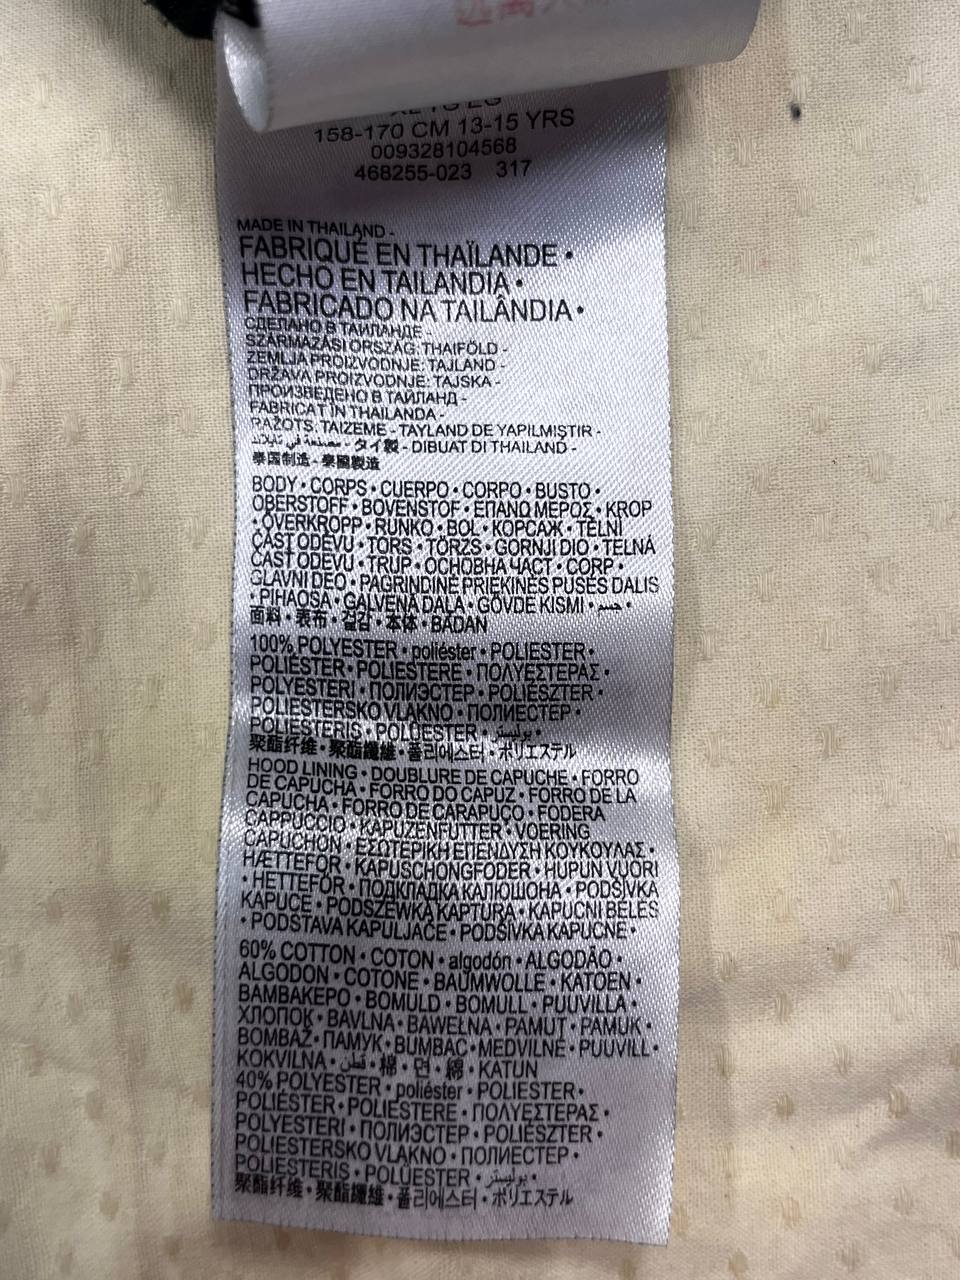 158-170 CM 13-15 YRS
009328104568
468255-023 317
MADE IN THAILAND -
FABRIQUÉ EN THAÏLANDE •
HECHO EN TAILANDIA •
FABRICADO NA TAILÂNDIA •
СДЕЛАНО В ТАИЛАНДЕ -
SZÁRMAZÁSI ORSZÁG: THAIFÖLD -
ZEMLJA PROIZVODNJE: TAJLAND -
DRŽAVA PROIZVODNJE: TAJSKA -
ПРОИЗВЕДЕНО В ТАЙЛАНД -
FABRICAT ÎN THAILANDA -
RAŽOTS: TAIZEME - TAYLAND DE YAPILMIŞTIR -
مصنعة في تايلاند - タイ製 - DIBUAT DI THAILAND -
泰国制造 - 泰國製造
BODY • CORPS • CUERPO • CORPO • BUSTO •
OBERSTOFF • BOVENSTOF • ΕΠΑΝΩ ΜΕΡΟΣ • KROP
• OVERKROPP • RUNKO • BOL • КОРСАЖ • TĚLNÍ
ČÁST ODĚVU • TORS • TÖRZS • GORNJI DIO • TELNÁ
ČASŤ ODEVU • TRUP • ОСНОВНА ЧАСТ • CORP •
GLAVNI DEO • PAGRINDINĖ PRIEKINĖS PUSĖS DALIS
• PIHAOSA • GALVENĀ DAĻA • GÖVDE KISMI • جسم •
面料 • 表布 • 겉감 • 本体 • BADAN
100% POLYESTER • poliéster • POLIESTER •
POLIÉSTER • POLIESTERE • ΠΟΛΥΕΣΤΕΡΑΣ •
POLYESTERI • ПОЛИЭСТЕР • POLIÉSZTER •
POLIESTERSKO VLAKNO • ПОЛИЕСТЕР •
POLIESTERIS • POLÜESTER • بوليستر •
聚酯纤维 • 聚酯纖維 • 폴리에스터 • ポリエステル
HOOD LINING • DOUBLURE DE CAPUCHE • FORRO
DE CAPUCHA • FORRO DO CAPUZ • FORRO DE LA
CAPUCHA • FORRO DE CARAPUÇO • FODERA
CAPPUCCIO • KAPUZENFUTTER • VOERING
CAPUCHON • ΕΣΩΤΕΡΙΚΗ ΕΠΕΝΔΥΣΗ ΚΟΥΚΟΥΛΑΣ •
HÆTTEFOR • KAPUSCHONGFODER • HUPUN VUORI
• HETTEFÔR • ПОДКЛАДКА КАПЮШОНА • PODŠÍVKA
KAPUCE • PODSZEWKA KAPTURA • KAPUCNI BÉLÉS
• PODSTAVA KAPULJAČE • PODŠÍVKA KAPUCNE •
60% COTTON • COTON • algodón • ALGODÃO •
ALGODON • COTONE • BAUMWOLLE • KATOEN •
ΒΑΜΒΑΚΕΡΟ • BOMULD • BOMULL • PUUVILLA •
ХЛОПОК • BAVLNA • BAWEŁNA • PAMUT • PAMUK •
BOMBAŽ • ПАМУК • BUMBAC • MEDVILNĖ • PUUVILL •
KOKVILNA • قطن • 棉 • 면 • 綿 • KATUN
40% POLYESTER • poliéster • POLIESTER •
POLIÉSTER • POLIESTERE • ΠΟΛΥΕΣΤΕΡΑΣ •
POLYESTERI • ПОЛИЭСТЕР • POLIÉSZTER •
POLIESTERSKO VLAKNO • ПОЛИЕСТЕР •
POLIESTERIS • POLÜESTER • بوليستر •
聚酯纤维 • 聚酯纖維 • 폴리에스터 • ポリエステル